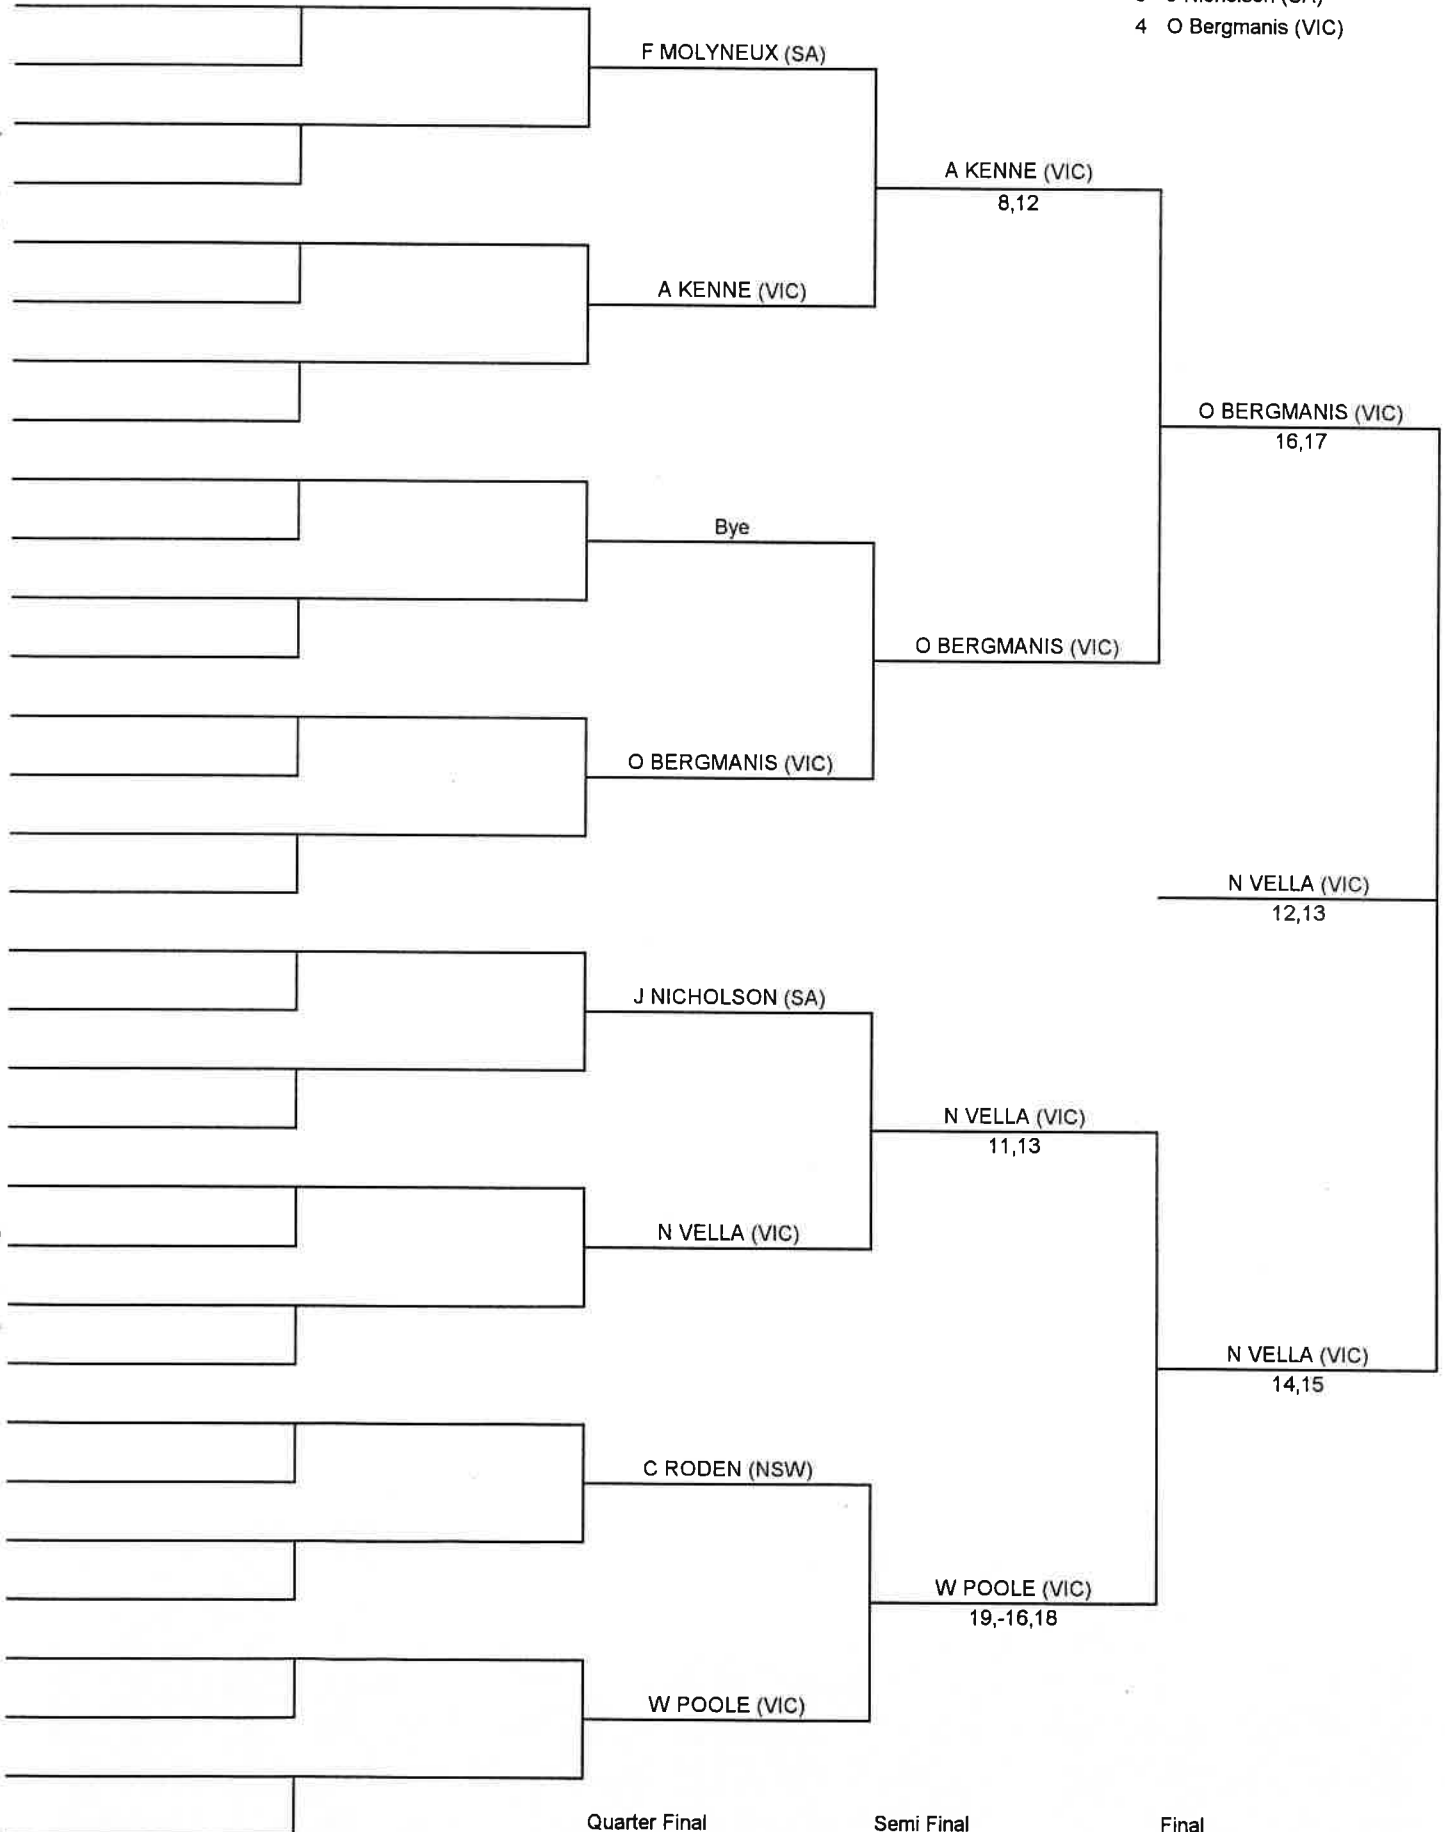 4 O Bergmanis (VIC)
F MOLYNEUX (SA)
A KENNE (VIC)
8,12
A KENNE (VIC)
O BERGMANIS (VIC)
16,17
Bye
O BERGMANIS (VIC)
O BERGMANIS (VIC)
N VELLA (VIC)
12,13
J NICHOLSON (SA)
N VELLA (VIC)
11,13
N VELLA (VIC)
N VELLA (VIC)
14,15
C RODEN (NSW)
W POOLE (VIC)
19,-16,18
W POOLE (VIC)
Quarter Final Semi Final Final